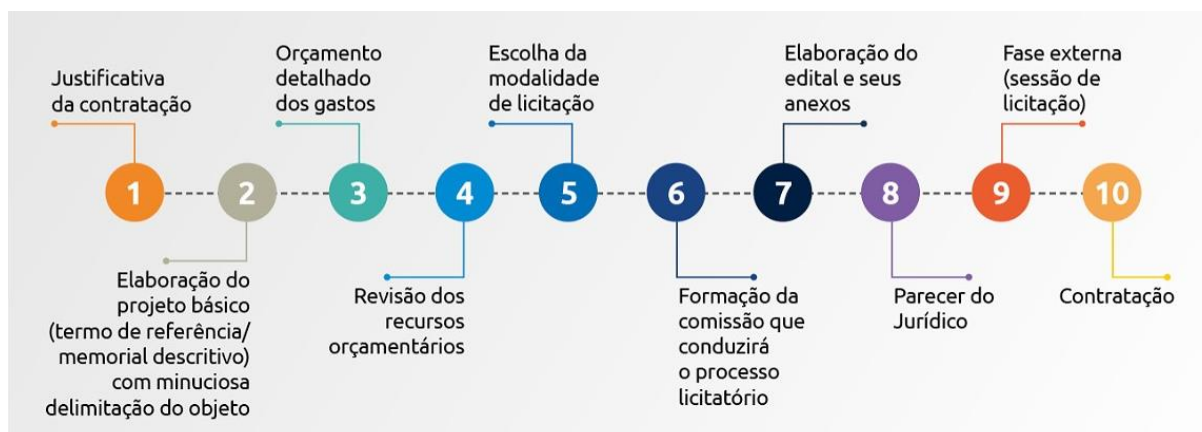 1
Justificativa
da contratação
2
Elaboração do
projeto básico
(termo de referência/
memorial descritivo)
com minuciosa
delimitação do objeto
3
Orçamento
detalhado
dos gastos
4
Revisão dos
recursos
orçamentários
5
Escolha da
modalidade
de licitação
6
Formação da
comissão que
conduzirá
o processo
licitatório
7
Elaboração do
edital e seus
anexos
8
Parecer do
Jurídico
9
Fase externa
(sessão de
licitação)
10
Contratação